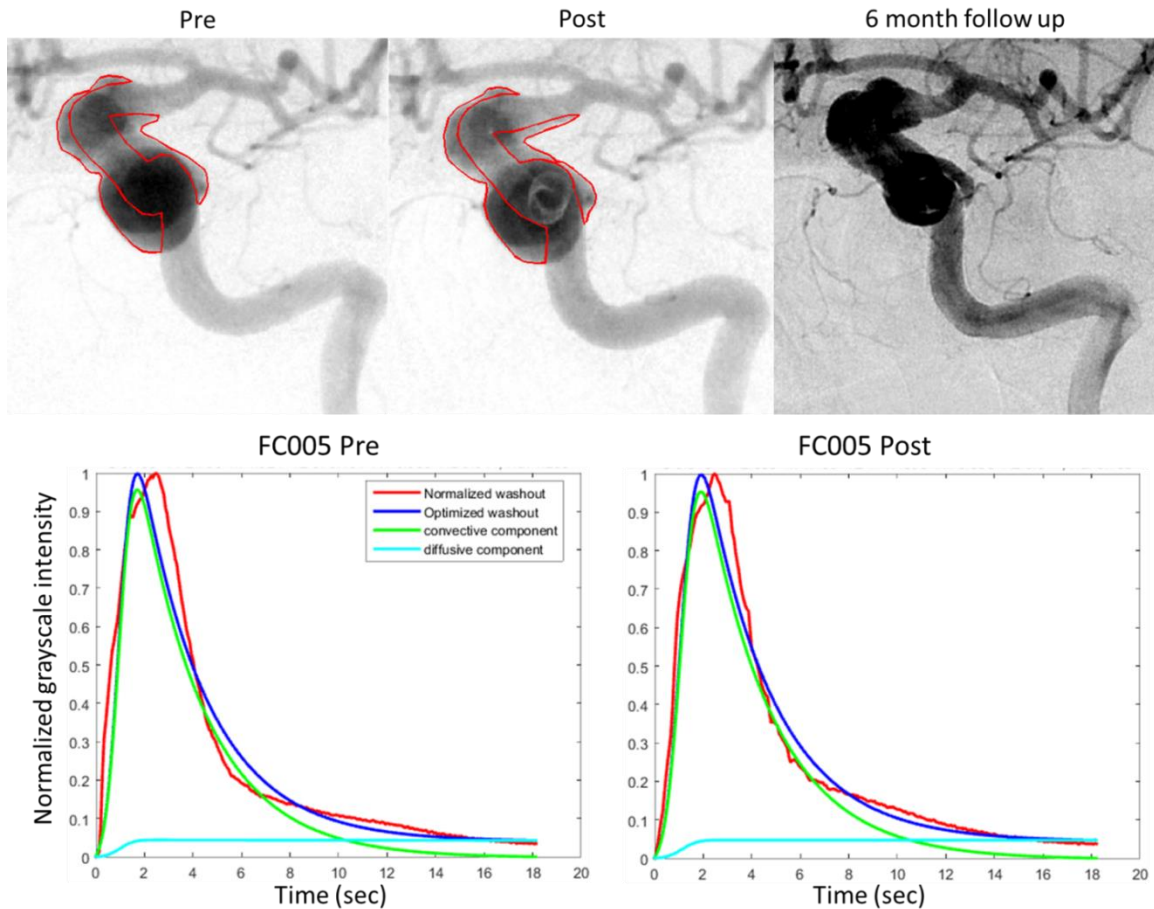 Pre
Post
6 month follow up
FC005 Pre
FC005 Post
Normalized grayscale intensity
1
0.9
0.8
0.7
0.6
0.5
0.4
0.3
0.2
0.1
0
Normalized washout
Optimized washout
convective component
diffusive component
0 2 4 6 8 10 12 14 16 18 20
Time (sec)
1
0.9
0.8
0.7
0.6
0.5
0.4
0.3
0.2
0.1
0
0 2 4 6 8 10 12 14 16 18 20
Time (sec)